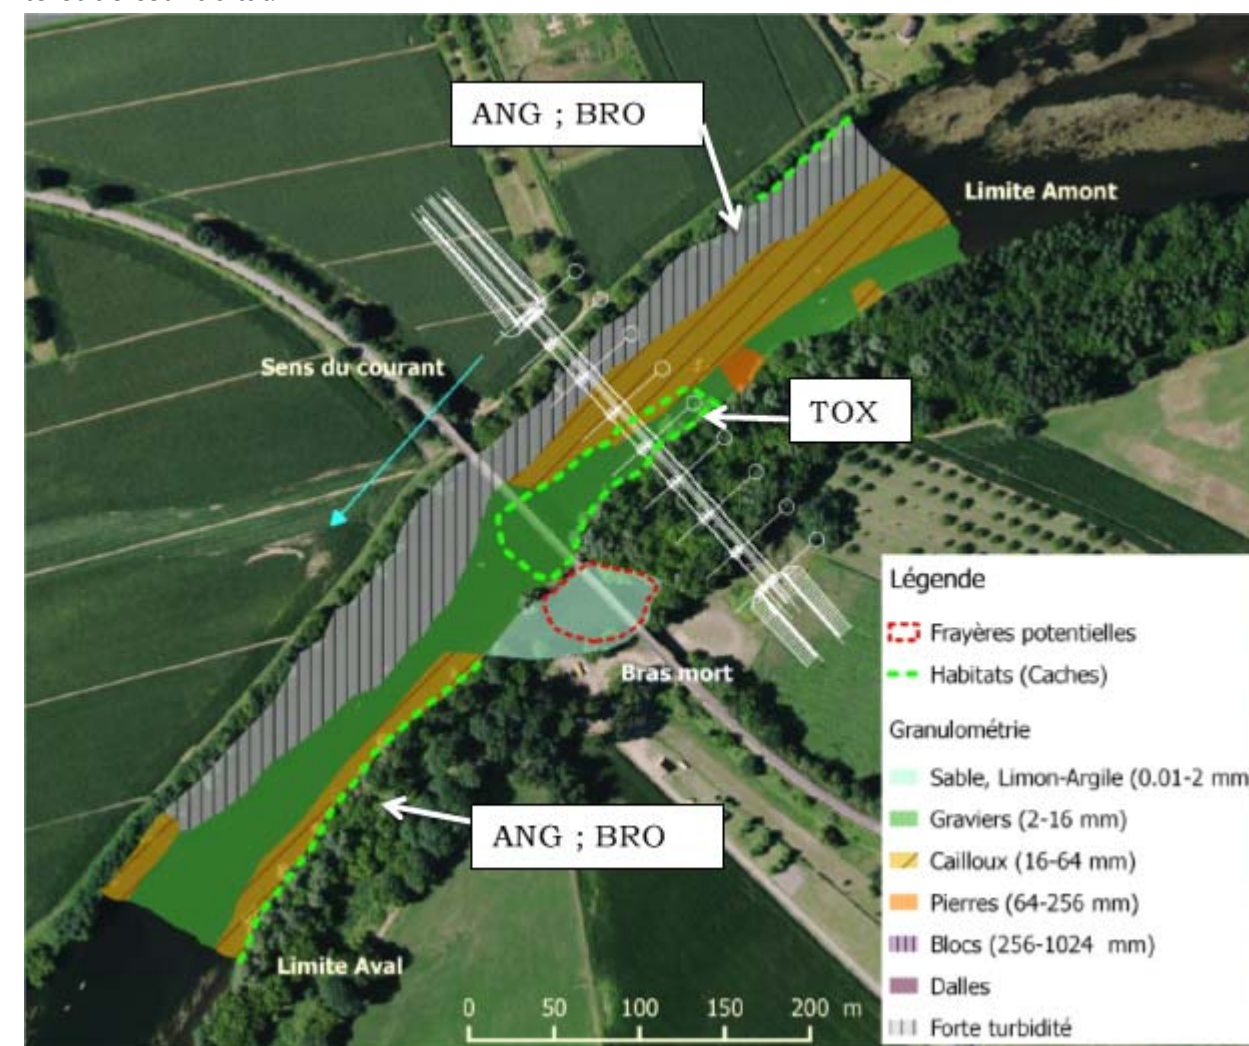 ANG ; BRO
Limite Amont
Sens du courant
TOX
Légende
Frayères potentielles
Bras mort
Habitats (Caches)
Granulométrie
Sable, Limon-Argile (0.01-2 mm
Graviers (2-16 mm)
Cailloux (16-64 mm)
ANG ; BRO
Pierres (64-256 mm)
Blocs (256-1024 mm)
Limite Aval
Dalles
0 50 100 150 200 m
Forte turbidité